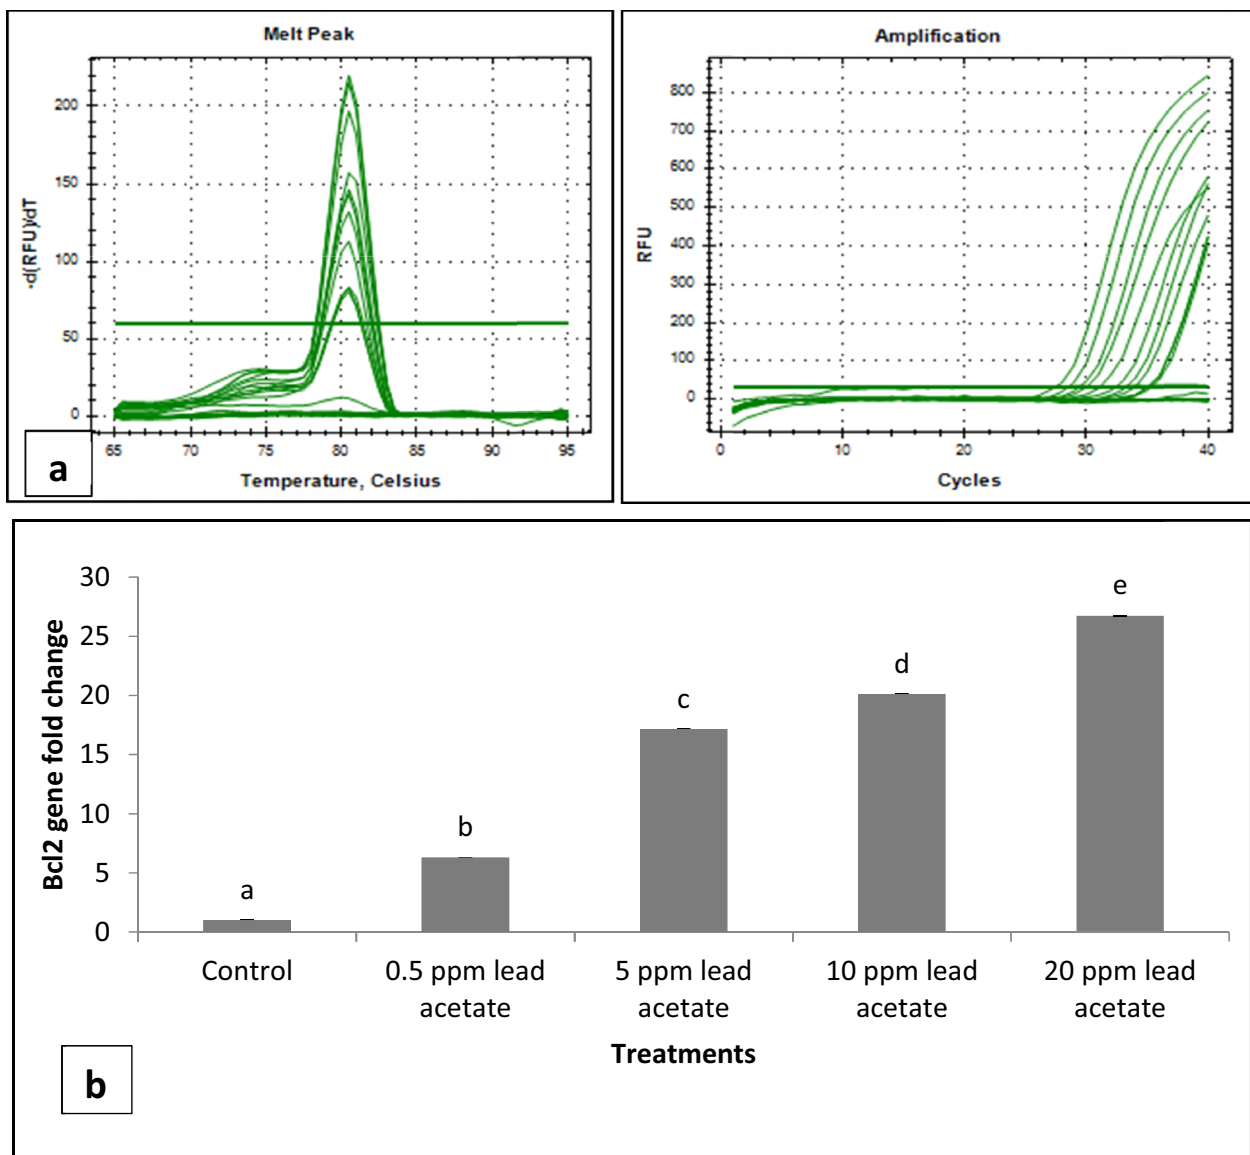 Melt Peak
-d(RFU)/dT
200
150
100
50
0
65 70 75 80 85 90 95
Temperature, Celsius
a
Amplification
RFU
800
700
600
500
400
300
200
100
0
0 10 20 30 40
Cycles
Bcl2 gene fold change
30
25
20
15
10
5
0
a
b
c
d
e
Control 0.5 ppm lead 5 ppm lead 10 ppm lead 20 ppm lead
acetate acetate acetate acetate
Treatments
b